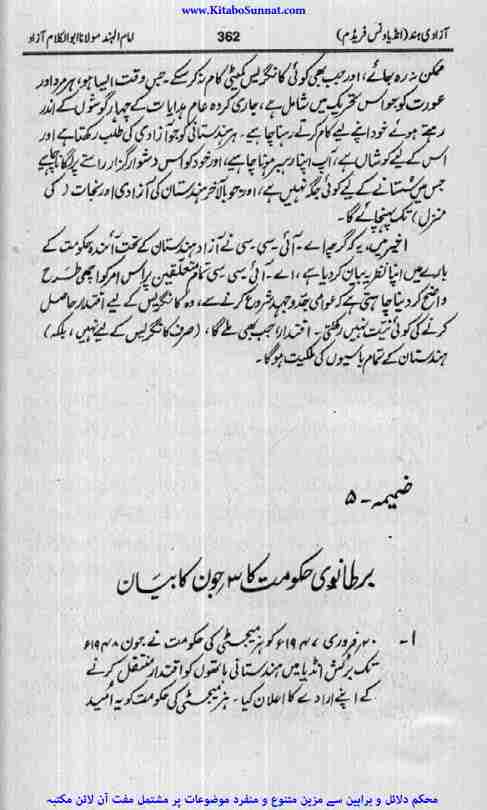 www.KitaboSunnat.com
آزادی ہند (انڈیا ونس فریڈم) 362 امام الہند مولانا ابوالکلام آزاد
ممکن نہ رہ جائے، اور جب بھی کوئی کانگریس کمیٹی کام نہ کرسکے۔ جس وقت ایسا ہو، ہر مرد اور
عورت کو جو اس تحریک میں شامل ہے، جاری کردہ عام ہدایات کے چہار گوشوں کے اندر
رہتے ہوئے خود اپنے لیے کام کرتے رہنا چاہیے۔ ہر ہندستانی کو جو آزادی کی طلب رکھتا ہے اور
اس کے لیے کوشاں ہے، آپ اپنا رہبر ہونا چاہیے، اور خود کو اس دشوار گزار راستے پر لگانا چاہیے
جس میں سستانے کے لیے کوئی جگہ نہیں ہے، اور جو بالآخر ہندستان کی آزادی اور نجات (کی
منزل) تک پہنچائے گا۔
اخیر میں، یہ کہ گرچہ اے۔ آئی سی۔ سی نے آزاد ہندستان کے تحت آئندہ حکومت کے
بارے میں اپنا نظریہ بیان کردیا ہے، اے۔ آئی سی سی تمام متعلقین پر اس امر کو اچھی طرح
واضح کردینا چاہتی ہے کہ عوامی جدوجہد شروع کرنے سے، وہ کانگریس کے لیے اقتدار حاصل
کرنے کی کوئی نیت نہیں رکھتی۔ اقتدار جب بھی ملے گا، (صرف کانگریس کے لیے نہیں، بلکہ)
ہندستان کے تمام باسیوں کی ملکیت ہوگا۔
ضمیمہ ۔ ۵
برطانوی حکومت کا ۳ جون کا بیان
۱۔ ۲۰ فروری ۱۹۴۷ء کو ہز میجسٹی کی حکومت نے جون ۱۹۴۸ء
تک برٹش انڈیا میں ہندستانی ہاتھوں کو اقتدار منتقل کرنے
کے اپنے ارادے کا اعلان کیا۔ ہز میجسٹی کی حکومت کو یہ امید
محکم دلائل و براہین سے مزین متنوع و منفرد موضوعات پر مشتمل مفت آن لائن مکتبہ